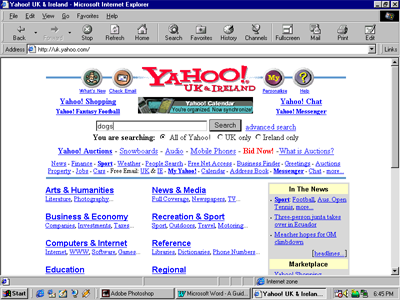 Yahoo! UK & Ireland - Microsoft Internet Explorer
File Edit View Go Favorites Help
Back Forward Stop Refresh Home Search Favorites History Channels Fullscreen Mail Print Edit
Address http://uk.yahoo.com/ Links
What's New Check Email YAHOO! UK & IRELAND Personalise Help
My
Yahoo! Shopping
Yahoo! Fantasy Football
Yahoo! Calendar
You're organized. Now synchronize.
Yahoo! Chat
Yahoo! Messenger
dogs Search advanced search
You are searching: All of Yahoo! UK only Ireland only
Yahoo! Auctions - Snowboards - Audio - Mobile Phones - Bid Now! - What is Auctions?
News - Finance - Sport - Weather - People Search - Free Net Access - Business Finder - Greetings - Auctions
Property - Jobs - Cars - Free Email: UK & IE - My Yahoo! - Calendar - Address Book - Messenger - Chat - more...
Arts & Humanities
Literature, Photography...
Business & Economy
Companies, Investments, Taxes...
Computers & Internet
Internet, WWW, Software, Games...
Education
News & Media
Full Coverage, Newspapers, TV...
Recreation & Sport
Sport, Outdoors, Travel, Motoring...
Reference
Libraries, Dictionaries, Phone Numbers...
Regional
In The News
Sport: Football, Aus. Open Tennis, more...
Three-person junta takes over in Ecuador
Meacher hopes for GM climbdown
[headlines...]
Marketplace
Internet zone
Start Adobe Photoshop Microsoft Word - A Guid... Yahoo! UK & Ireland -... 6:45 PM